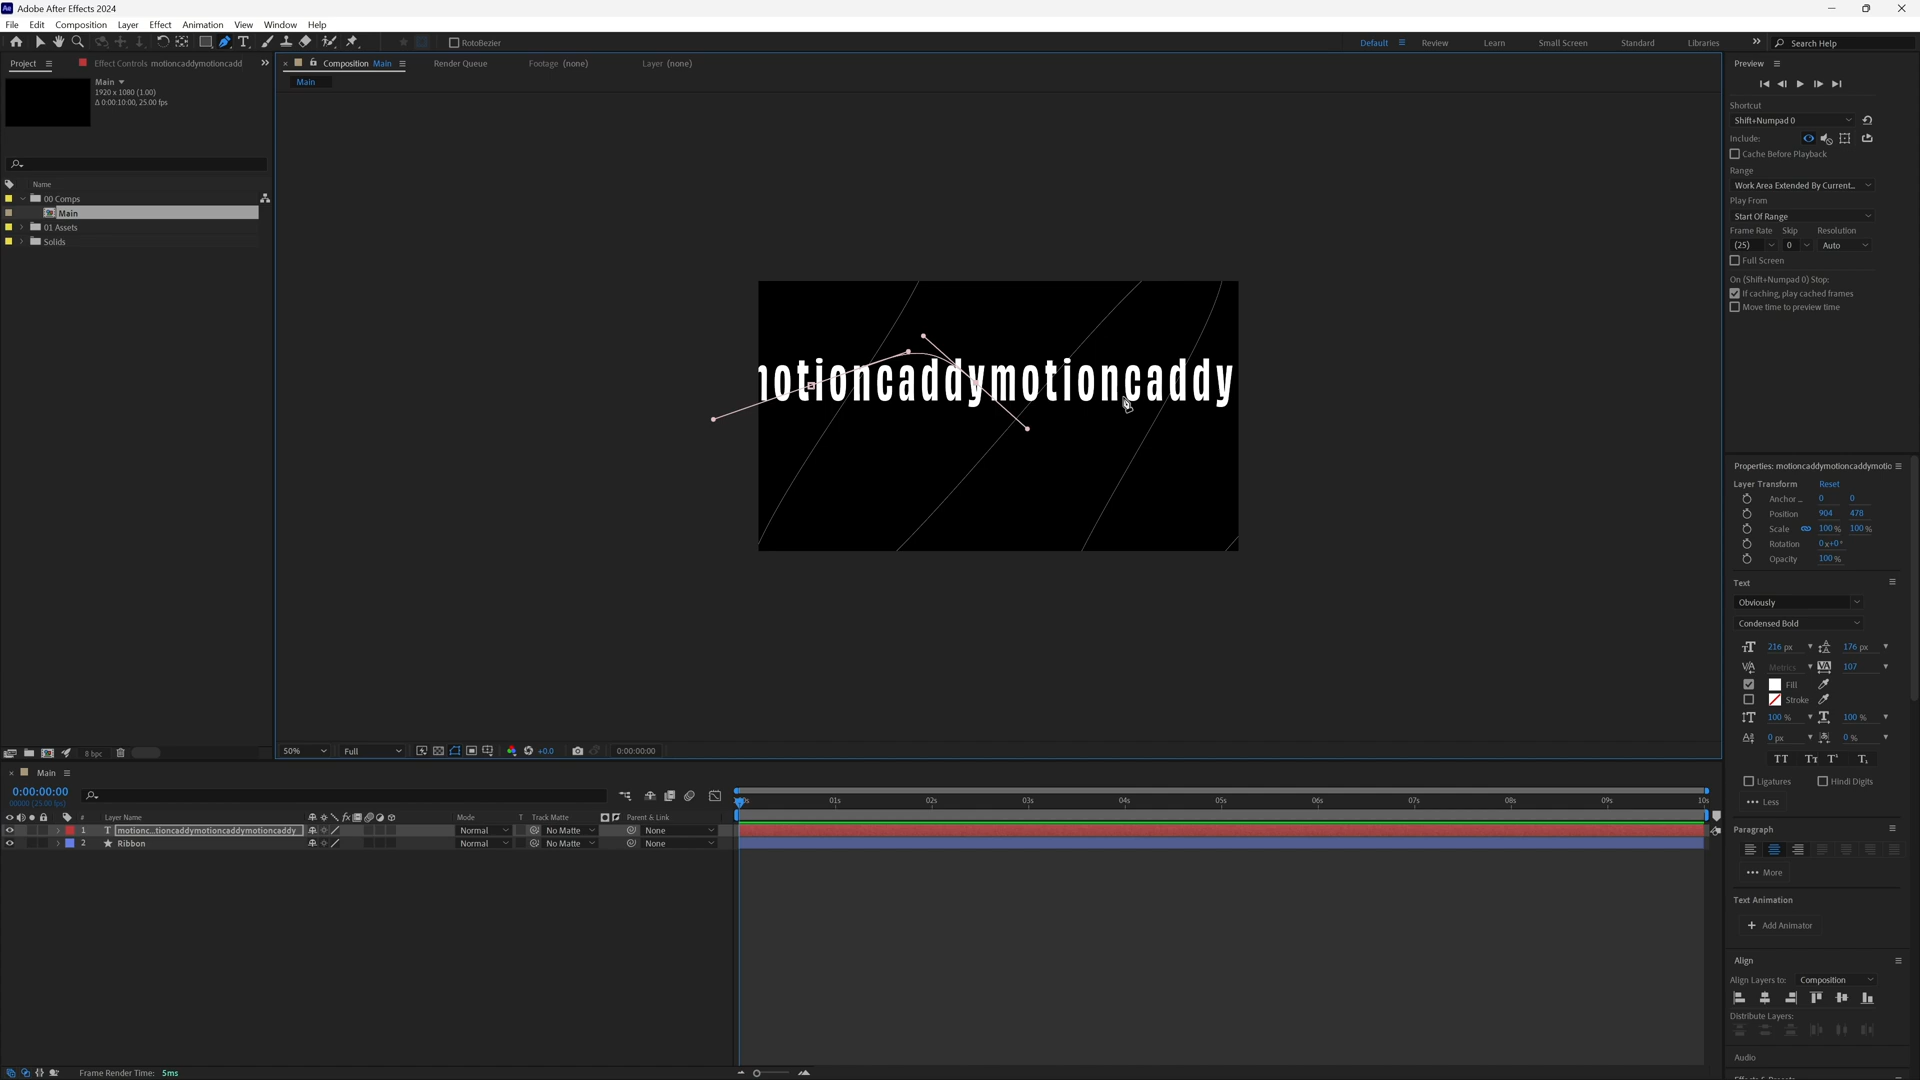 Adobe After Effects 2024
File Edit Composition Layer Effect Animation View Window Help
RotoBezier
Default Review Learn Small Screen Standard Libraries Search Help
Project Effect Controls motioncaddymotioncadd
Composition Main Render Queue Footage (none) Layer (none)
Main
Main
1920 x 1080 (1.00)
Δ 0:00:10:00, 25.00 fps
Name
00 Comps
Main
01 Assets
Solids
8 bpc
otioncaddymotioncaddy
50% Full +0.0 0:00:00:00
Preview
Shortcut
Shift+Numpad 0
Include:
Cache Before Playback
Range
Work Area Extended By Current...
Play From
Start Of Range
Frame Rate Skip Resolution
(25) 0 Auto
Full Screen
On (Shift+Numpad 0) Stop:
If caching, play cached frames
Move time to preview time
Properties: motioncaddymotioncaddymotic
Layer Transform Reset
Anchor .. 0 0
Position 904 478
Scale 100 % 100 %
Rotation 0x+0°
Opacity 100 %
Text
Obviously
Condensed Bold
216 px 176 px
Metrics 107
Fill
Stroke
100 % 100 %
0 px 0 %
Ligatures Hindi Digits
Less
Paragraph
More
Text Animation
Add Animator
Align
Align Layers to: Composition
Distribute Layers:
Audio
Main
0:00:00:00
00000 (25.00 fps)
# Layer Name Mode T Track Matte Parent & Link
1 T motionc...tioncaddymotioncaddymotioncaddy Normal No Matte None
2 Ribbon Normal No Matte None
01s 02s 03s 04s 05s 06s 07s 08s 09s 10s
Frame Render Time: 5ms